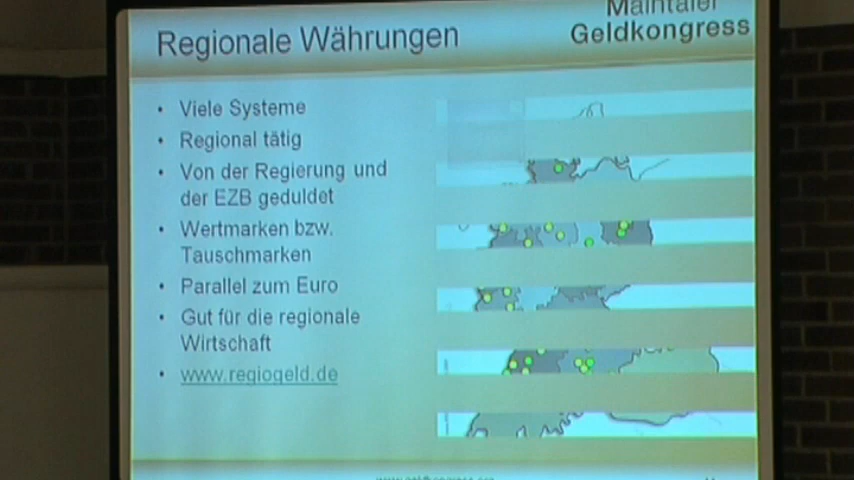 Maintaler
Regionale Währungen
Geldkongress
• Viele Systeme
• Regional tätig
• Von der Regierung und
der EZB geduldet
• Wertmarken bzw.
Tauschmarken
• Parallel zum Euro
• Gut für die regionale
Wirtschaft
• www.regiogeld.de